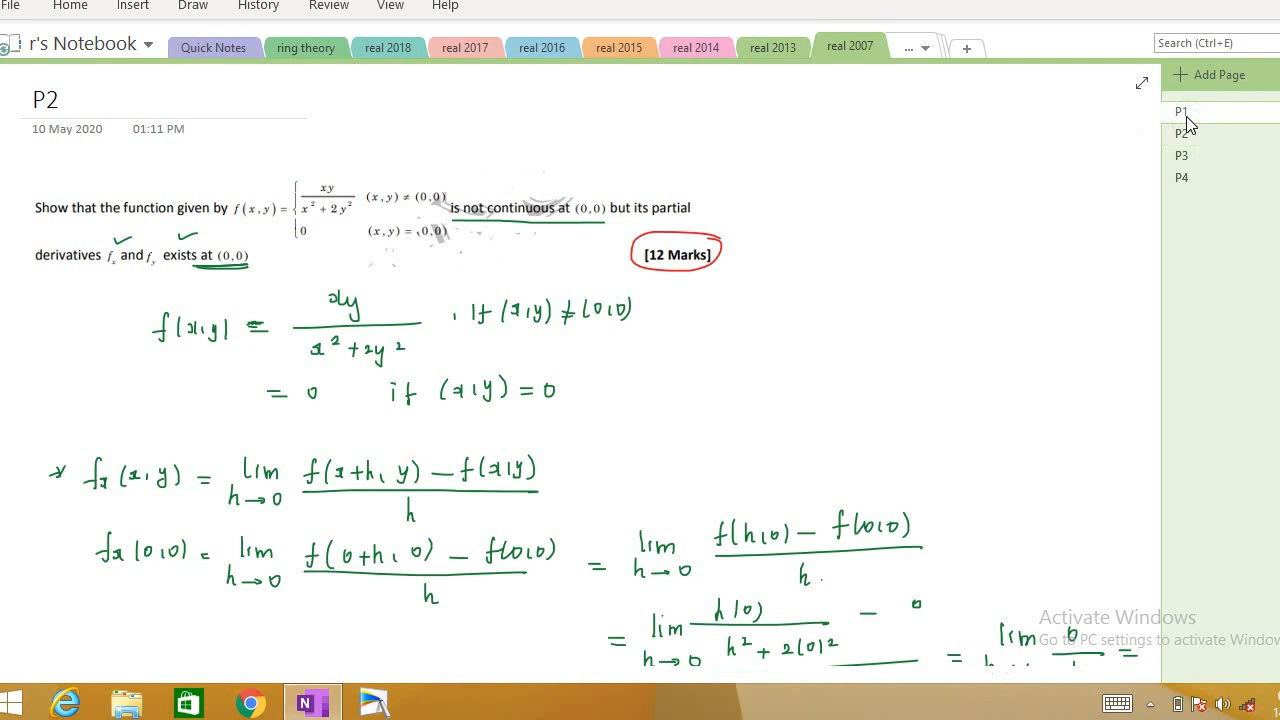 File Home Insert Draw History Review View Help
r's Notebook Quick Notes ring theory real 2018 real 2017 real 2016 real 2015 real 2014 real 2013 real 2007 ... + Search (Ctrl+E)
+ Add Page
P1
P2
P3
P4
P2
10 May 2020 01:11 PM
Show that the function given by f(x,y) = { xy / x² + 2y² (x,y) ≠ (0,0) is not continuous at (0,0) but its partial
0 (x,y) = (0,0)
derivatives fₓ and f_y exists at (0,0) [12 Marks]
f(x,y) = xy / x² + 2y² , if (x,y) ≠ (0,0)
= 0 if (x,y) = 0
fx (x,y) = lim h→0 f(x+h, y) − f(x,y) / h
fx (0,0) = lim h→0 f(0+h, 0) − f(0,0) / h = lim h→0 f(h,0) − f(0,0) / h
= lim h→0 h(0) / h² + 2(0)² − 0 = lim 0 =
Activate Windows
Go to PC settings to activate Window